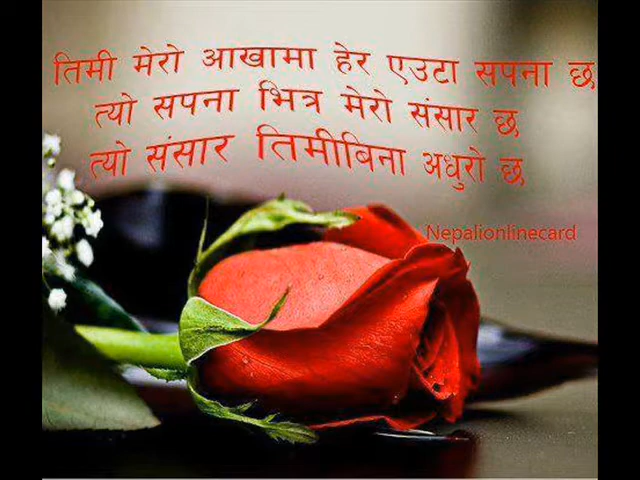 तिमी मेरो आखामा हेर एउटा सपना छ
त्यो सपना भित्र मेरो संसार छ
त्यो संसार तिमीबिना अधुरो छ
Nepalionlinecard